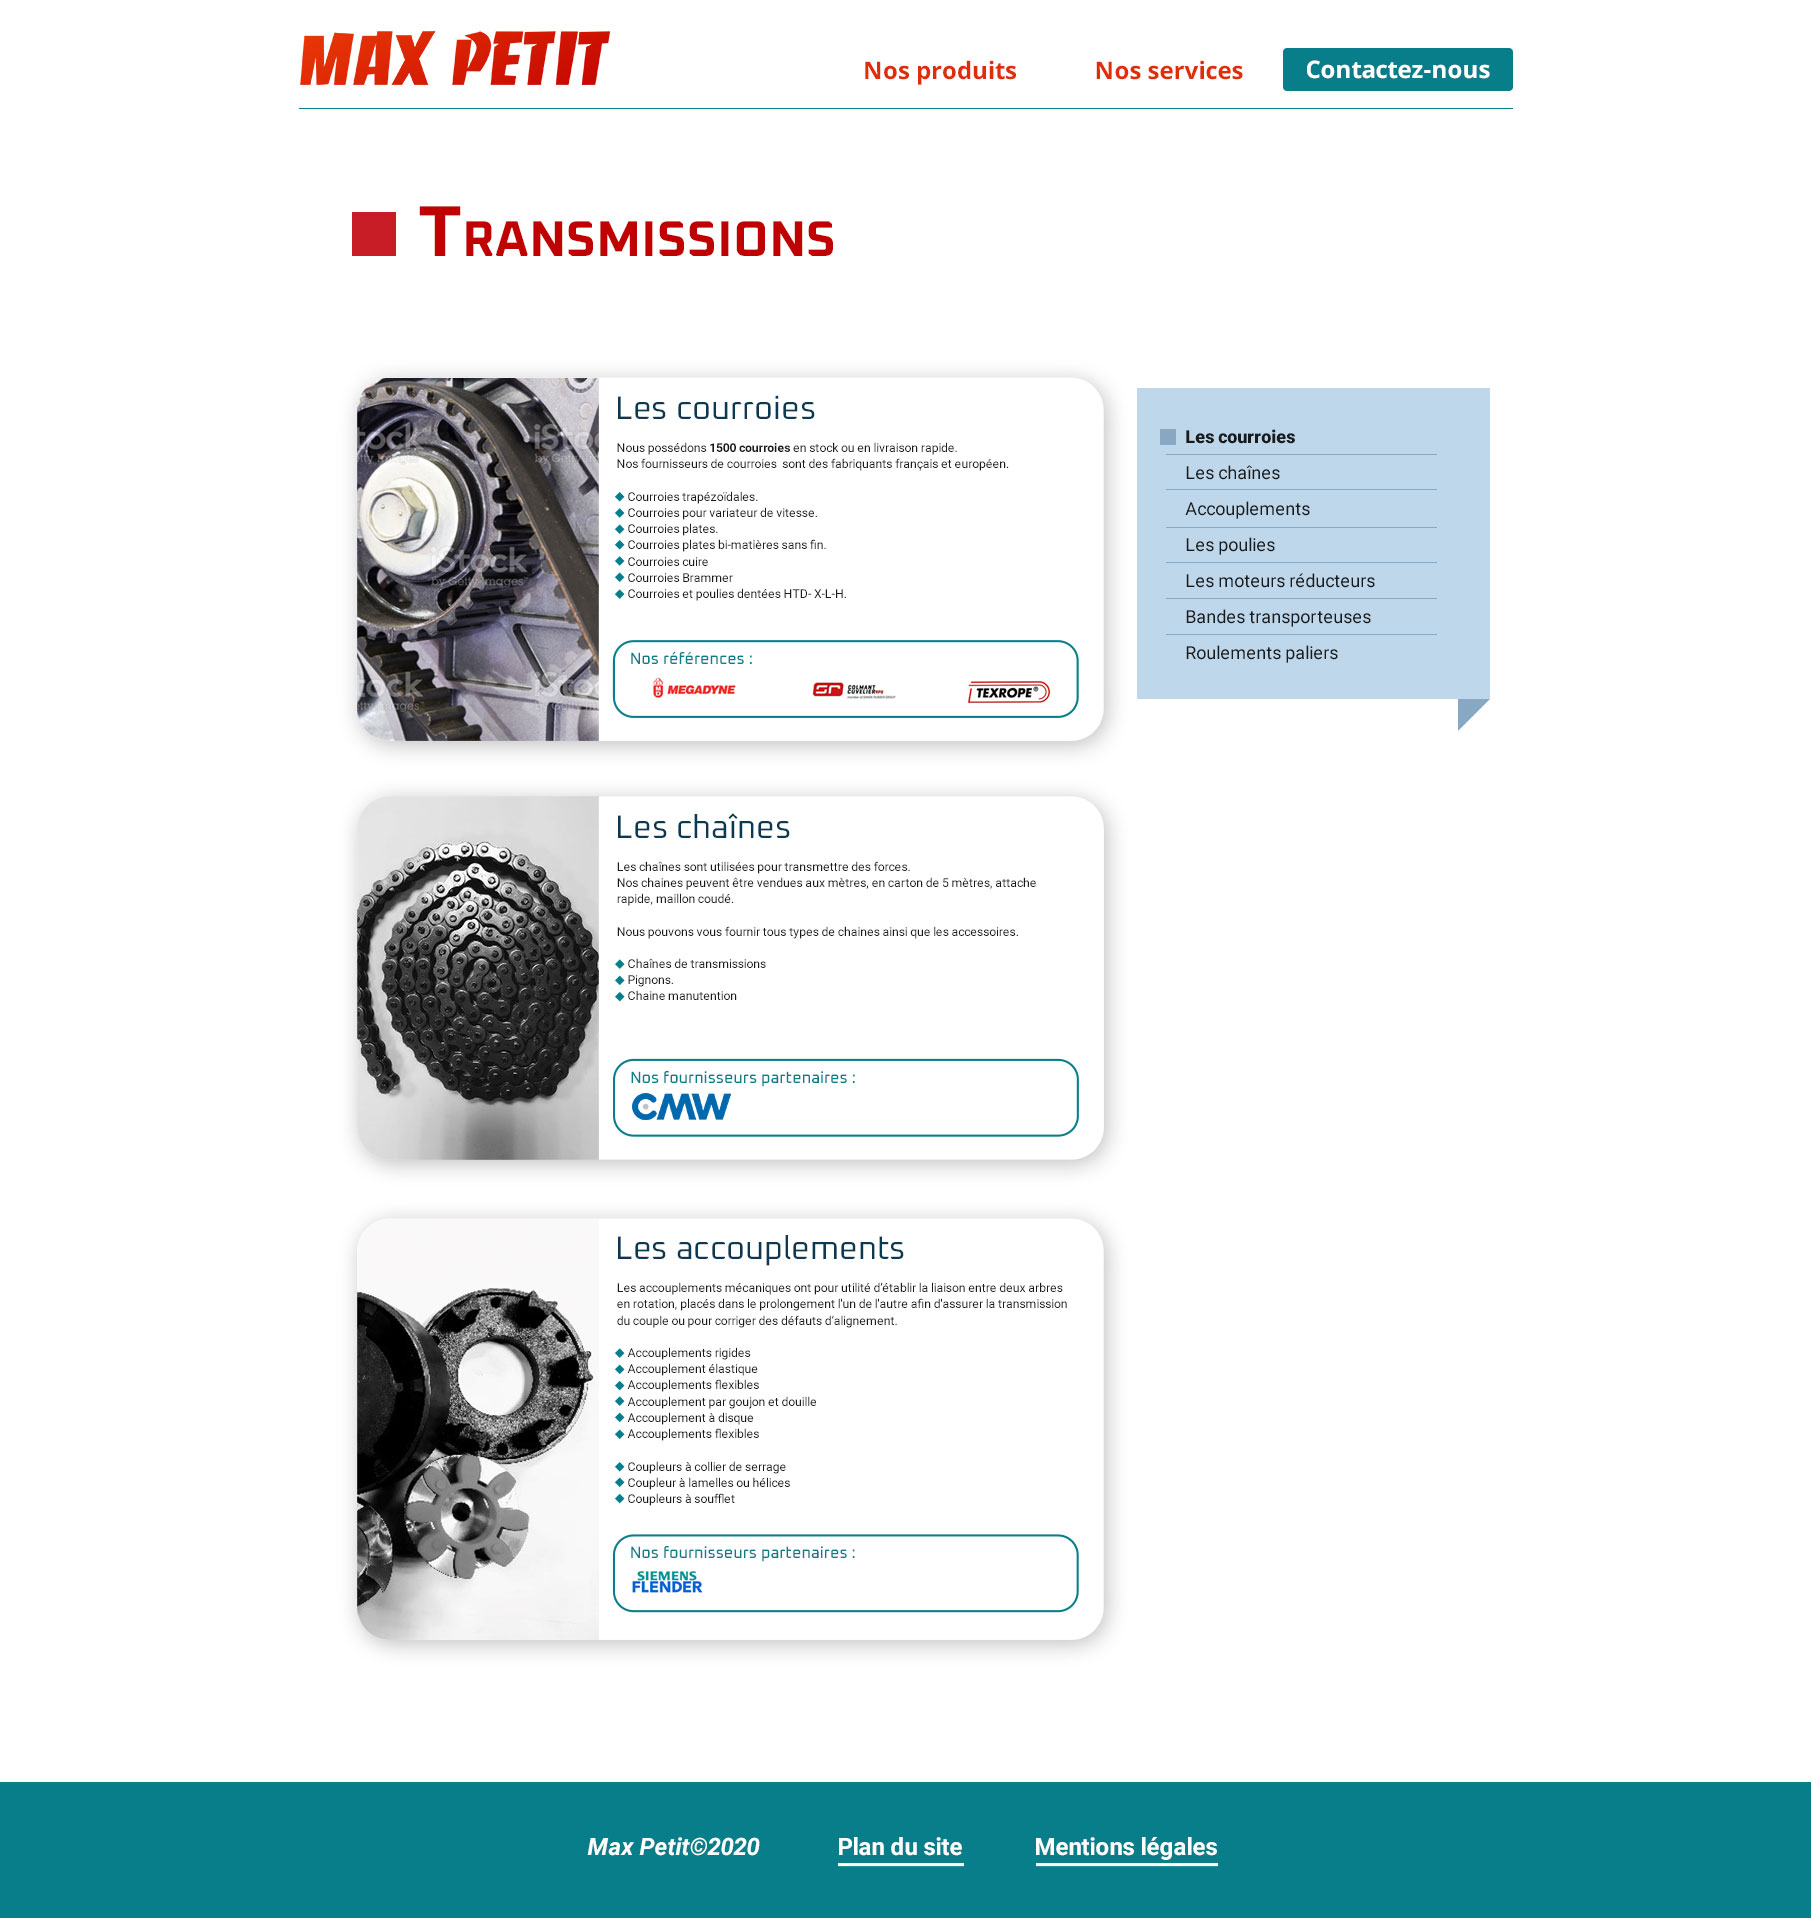 MAX PETIT
Nos produits
Nos services
Contactez-nous
Transmissions
Les courroies
Nous possédons 1500 courroies en stock ou en livraison rapide.
Nos fournisseurs de courroies sont des fabriquants français et européen.
Courroies trapézoïdales.
Courroies pour variateur de vitesse.
Courroies plates.
Courroies plates bi-matières sans fin.
Courroies cuire
Courroies Brammer
Courroies et poulies dentées HTD- X-L-H.
Nos références :
MEGADYNE
COLMANT
CUVELIER
TEXROPE®
iStock
by Getty Images™
Les courroies
Les chaînes
Accouplements
Les poulies
Les moteurs réducteurs
Bandes transporteuses
Roulements paliers
Les chaînes
Les chaînes sont utilisées pour transmettre des forces.
Nos chaines peuvent être vendues aux mètres, en carton de 5 mètres, attache
rapide, maillon coudé.
Nous pouvons vous fournir tous types de chaines ainsi que les accessoires.
Chaînes de transmissions
Pignons.
Chaine manutention
Nos fournisseurs partenaires :
CMW
Les accouplements
Les accouplements mécaniques ont pour utilité d’établir la liaison entre deux arbres
en rotation, placés dans le prolongement l'un de l'autre afin d'assurer la transmission
du couple ou pour corriger des défauts d’alignement.
Accouplements rigides
Accouplement élastique
Accouplements flexibles
Accouplement par goujon et douille
Accouplement à disque
Accouplements flexibles
Coupleurs à collier de serrage
Coupleur à lamelles ou hélices
Coupleurs à soufflet
Nos fournisseurs partenaires :
SIEMENS
FLENDER
Max Petit©2020
Plan du site
Mentions légales